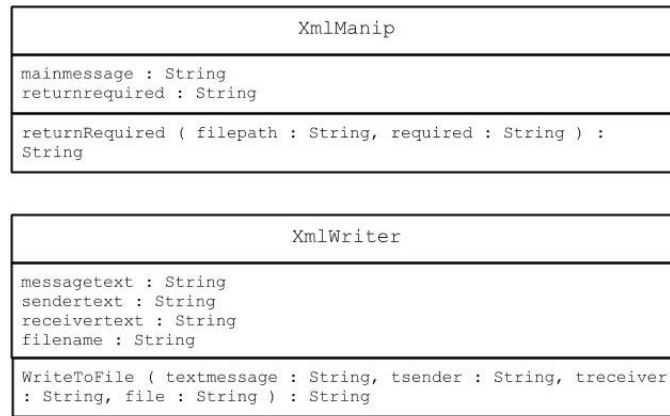 XmlManip
mainmessage : String
returnrequired : String
returnRequired ( filepath : String, required : String ) :
String
XmlWriter
messagetext : String
sendertext : String
receivertext : String
filename : String
WriteToFile ( textmessage : String, tsender : String, treceiver
: String, file : String ) : String